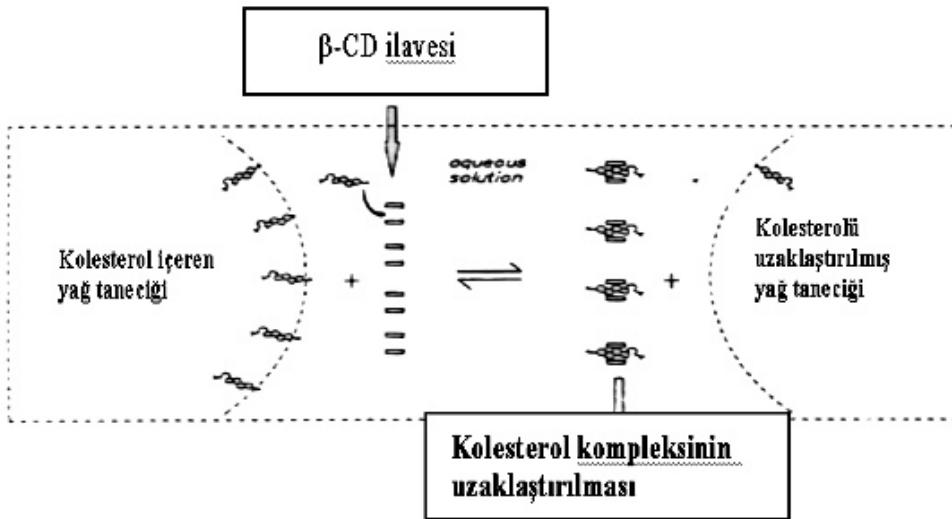 β-CD ilavesi
aqueous
solution
Kolesterol içeren
yağ taneciği
+
+
Kolesterolü
uzaklaştırılmış
yağ taneciği
Kolesterol kompleksinin
uzaklaştırılması